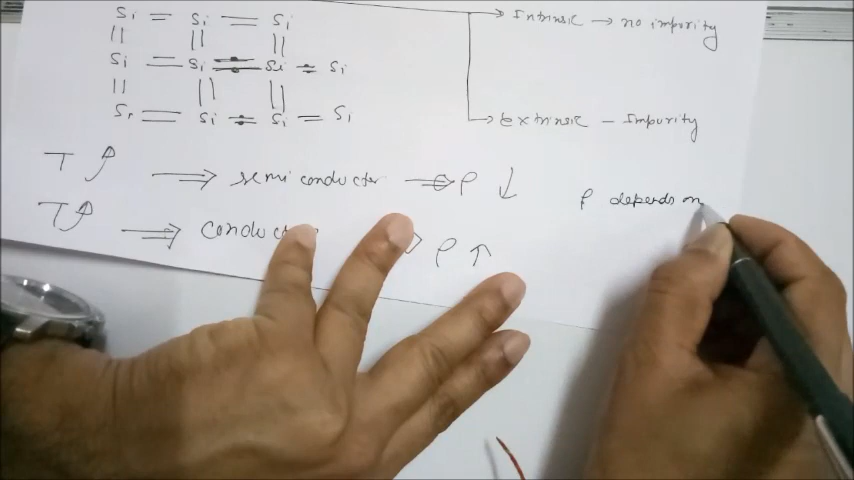 Si = Si = Si
|| || ||
Si = Si = Si = Si
|| || ||
Si = Si = Si = Si
→ Intrinsic → no impurity
→ Extrinsic - Impurity
T ↑ ⇒ semiconductor ⇒ ρ ↓
T ↑ ⇒ conduct ρ ↑
ρ depends on